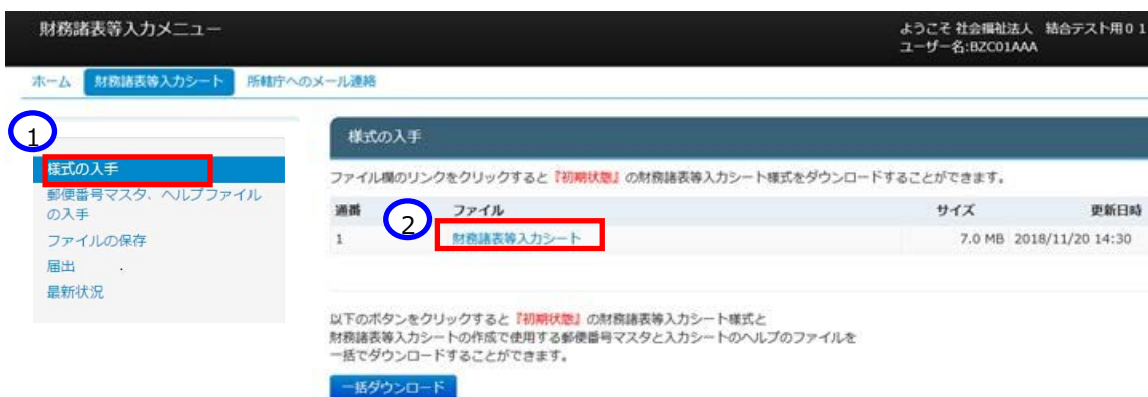 財務諸表等入力メニュー
ようこそ 社会福祉法人 結合テスト用01
ユーザー名:BZC01AAA
ホーム 財務諸表等入力シート 所轄庁へのメール連絡
1
様式の入手
郵便番号マスタ、ヘルプファイル
の入手
ファイルの保存
届出 .
最新状況
様式の入手
ファイル欄のリンクをクリックすると『初期状態』の財務諸表等入力シート様式をダウンロードすることができます。
通番 ファイル サイズ 更新日時
2
1 財務諸表等入力シート 7.0 MB 2018/11/20 14:30
以下のボタンをクリックすると『初期状態』の財務諸表等入力シート様式と
財務諸表等入力シートの作成で使用する郵便番号マスタと入力シートのヘルプのファイルを
一括でダウンロードすることができます。
一括ダウンロード